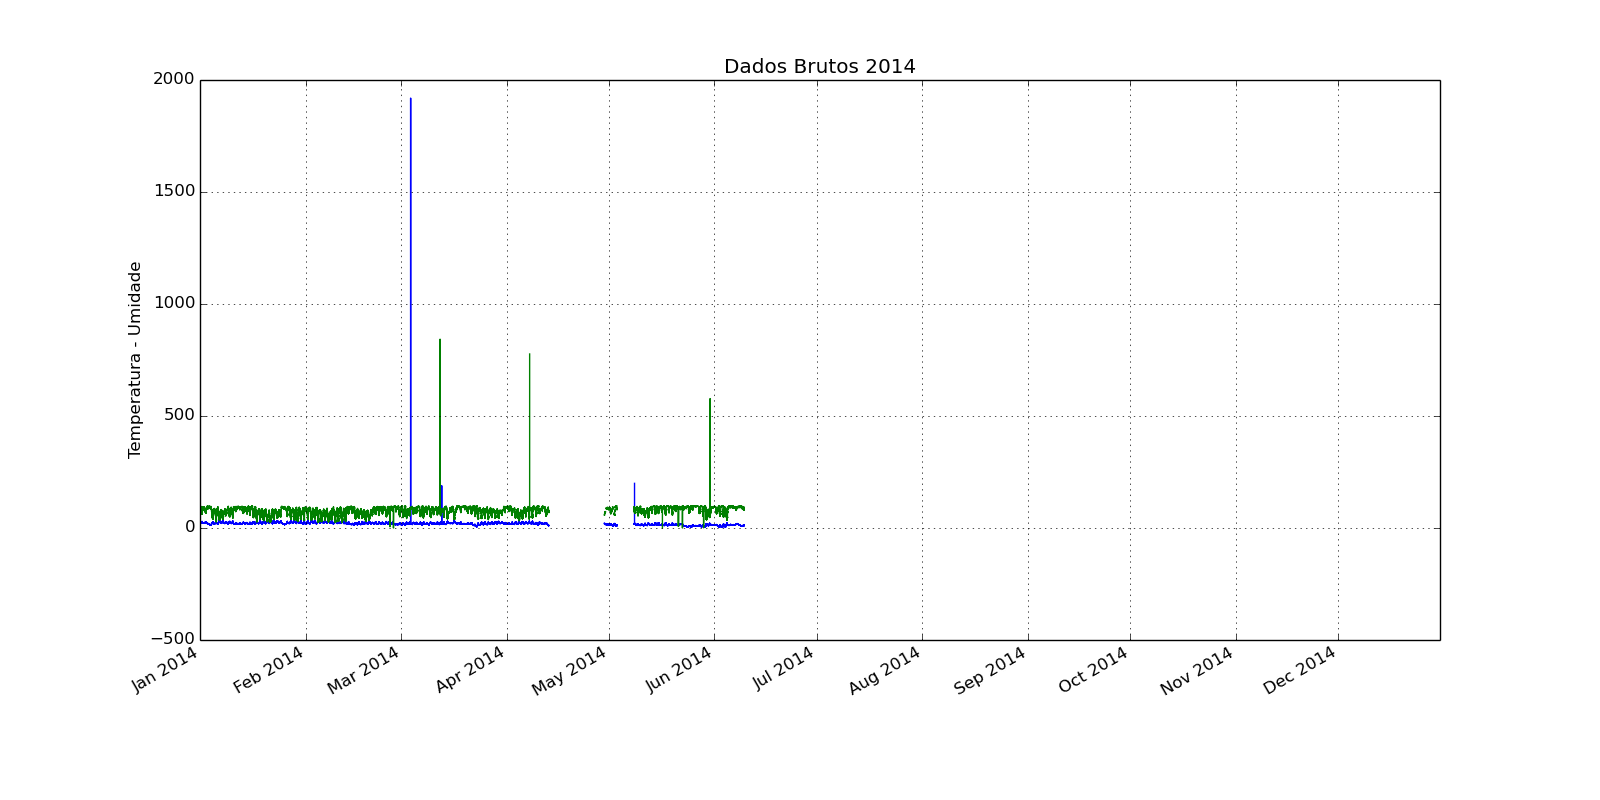 Dados Brutos 2014
Temperatura - Umidade
2000
1500
1000
500
0
−500
Jan 2014
Feb 2014
Mar 2014
Apr 2014
May 2014
Jun 2014
Jul 2014
Aug 2014
Sep 2014
Oct 2014
Nov 2014
Dec 2014